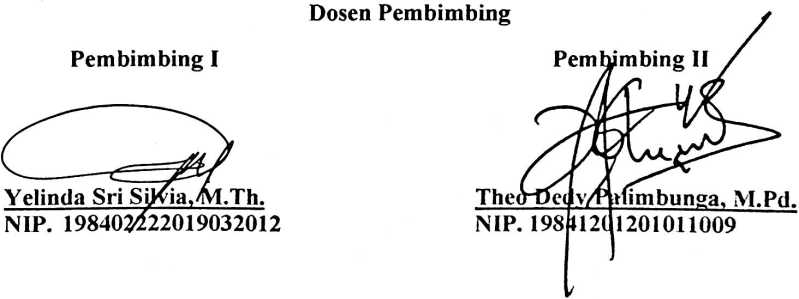 Dosen Pembimbing
Pembimbing I
Pembimbing II
Yelinda Sri Silvia, M.Th.
NIP. 198402222019032012
Theo Dedy Palimbunga, M.Pd.
NIP. 19841201201011009